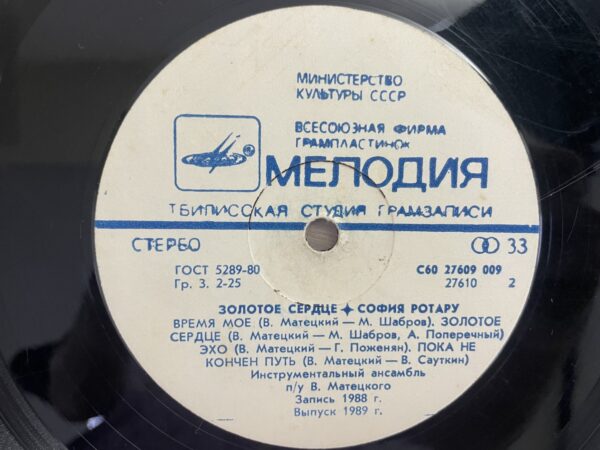 МИНИСТЕРСТВО
КУЛЬТУРЫ СССР
ВСЕСОЮЗНАЯ ФИРМА
ГРАМПЛАСТИНОК
МЕЛОДИЯ
ТБИЛИССКАЯ СТУДИЯ ГРАМЗАПИСИ
СТЕРЕО
33
ГОСТ 5289-80
С60 27609 009
Гр. 3. 2-25
27610 2
ЗОЛОТОЕ СЕРДЦЕ ✦ СОФИЯ РОТАРУ
ВРЕМЯ МОЕ (В. Матецкий — М. Шабров). ЗОЛОТОЕ
СЕРДЦЕ (В. Матецкий — М. Шабров, А. Поперечный)
ЭХО (В. Матецкий — Г. Поженян). ПОКА НЕ
КОНЧЕН ПУТЬ (В. Матецкий — В. Сауткин)
Инструментальный ансамбль
п/у В. Матецкого
Запись 1988 г.
Выпуск 1989 г.